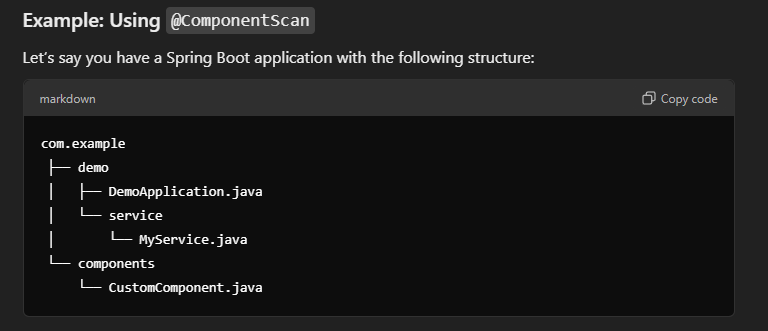 Example: Using @ComponentScan
Let's say you have a Spring Boot application with the following structure:
markdown Copy code
com.example
├── demo
│   ├── DemoApplication.java
│   └── service
│       └── MyService.java
└── components
    └── CustomComponent.java